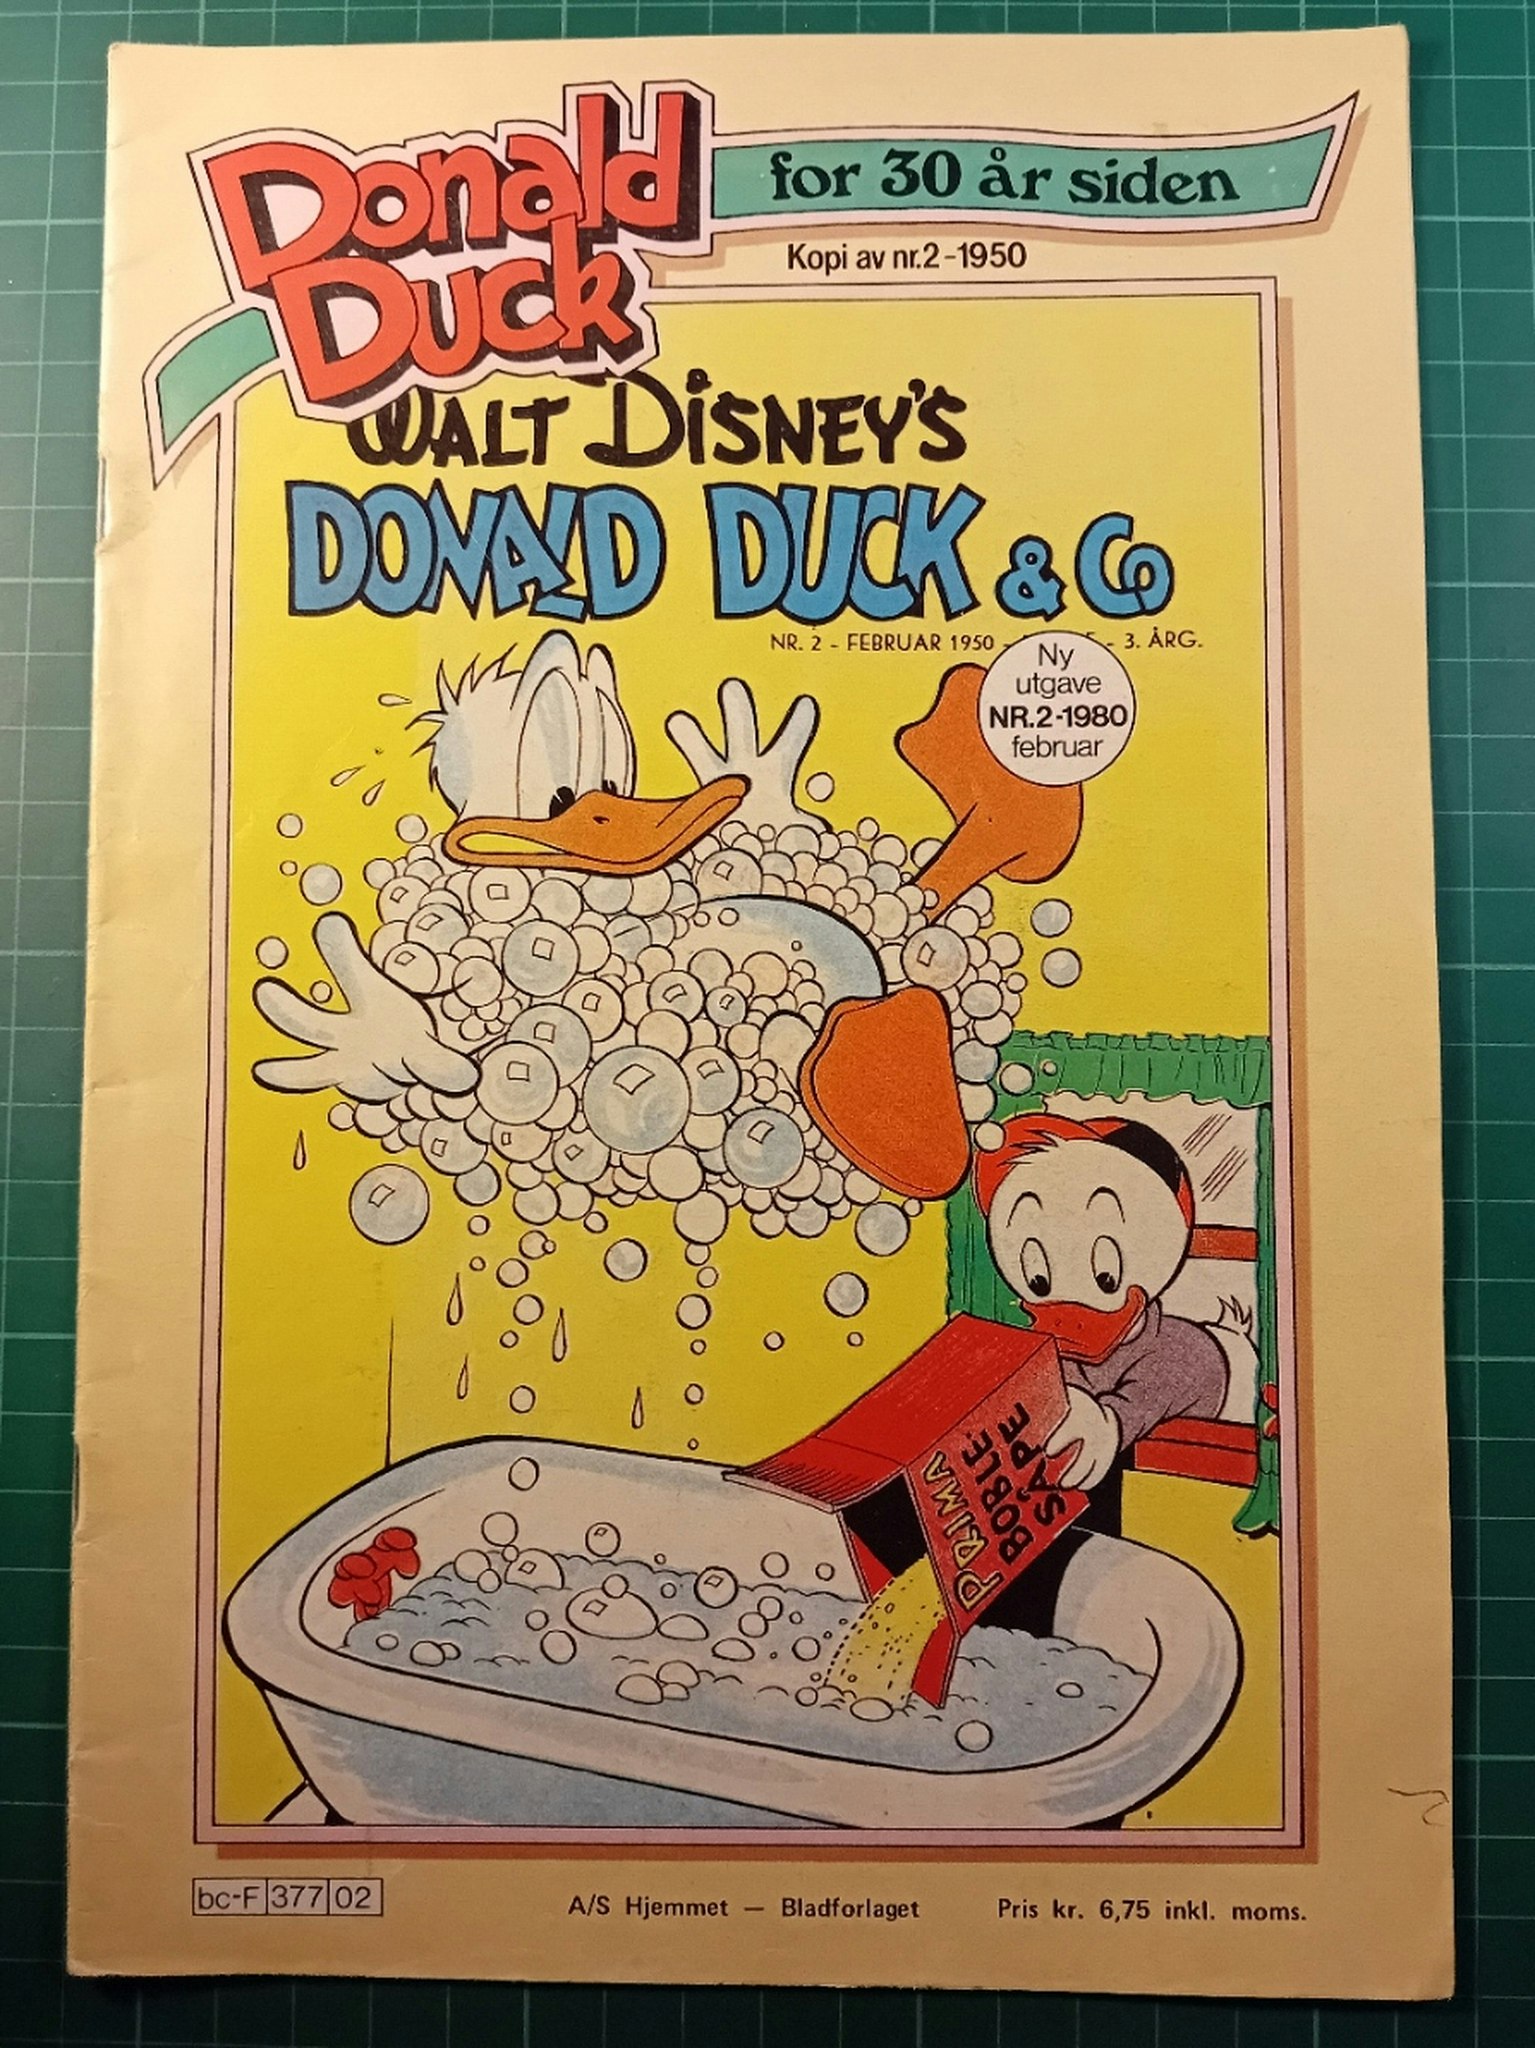 Donald
Duck
for 30 år siden
Kopi av nr.2-1950
WALT DISNEY'S
DONALD DUCK & Co
NR. 2 - FEBRUAR 1950 - - 3. ÅRG.
Ny
utgave
NR.2-1980
februar
PRIMA
BOBLE
SÅPE
bc-F 377 02
A/S Hjemmet — Bladforlaget
Pris kr. 6,75 inkl. moms.